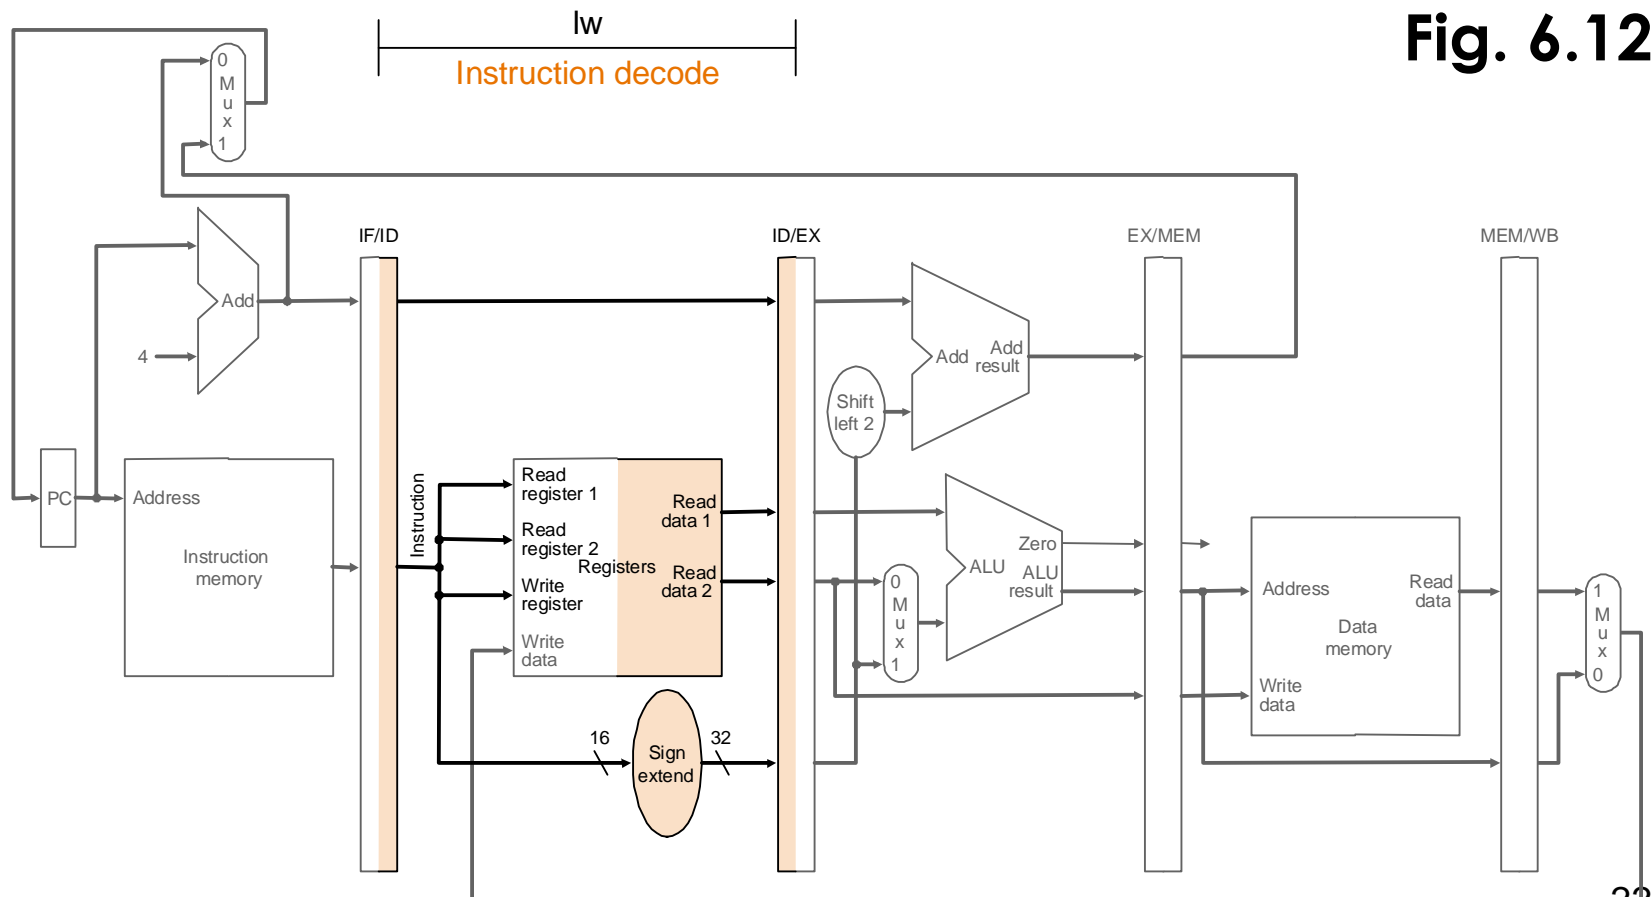 Fig. 6.12
lw
Instruction decode
0
M
u
x
1
IF/ID
ID/EX
EX/MEM
MEM/WB
Add
4
Add
Add
result
Shift
left 2
PC
Address
Instruction
memory
Instruction
Read
register 1
Read
register 2
Registers
Write
register
Write
data
Read
data 1
Read
data 2
16
Sign
extend
32
0
M
u
x
1
Zero
ALU
ALU
result
Address
Read
data
Data
memory
Write
data
1
M
u
x
0